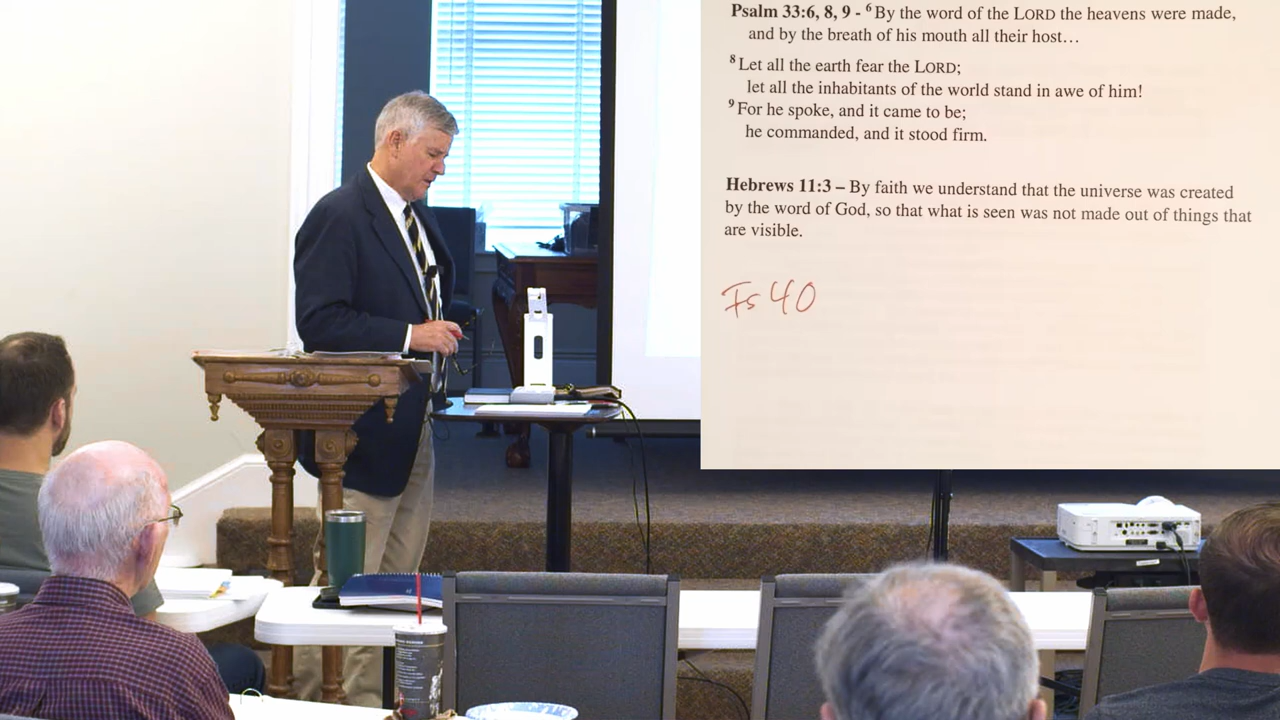 Psalm 33:6, 8, 9 - ⁶ By the word of the LORD the heavens were made,
and by the breath of his mouth all their host…
⁸ Let all the earth fear the LORD;
let all the inhabitants of the world stand in awe of him!
⁹ For he spoke, and it came to be;
he commanded, and it stood firm.
Hebrews 11:3 – By faith we understand that the universe was created
by the word of God, so that what is seen was not made out of things that
are visible.
Is 40